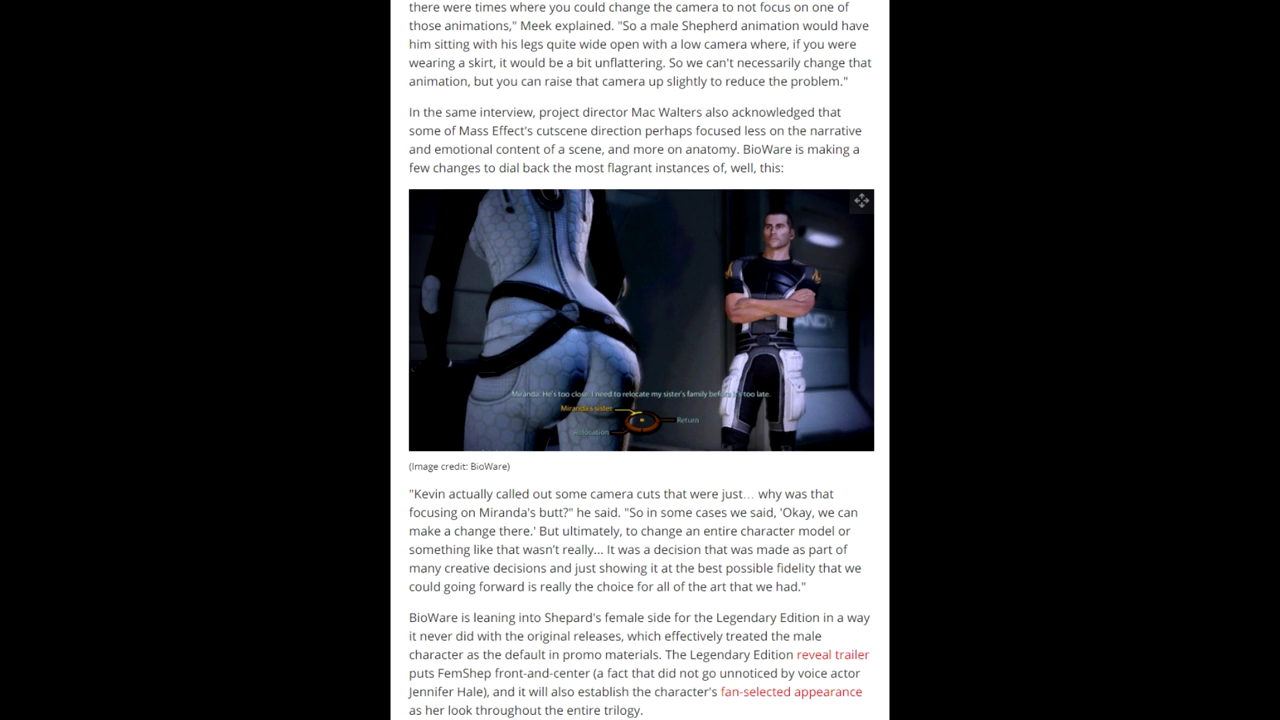 there were times where you could change the camera to not focus on one of
those animations," Meek explained. "So a male Shepherd animation would have
him sitting with his legs quite wide open with a low camera where, if you were
wearing a skirt, it would be a bit unflattering. So we can't necessarily change that
animation, but you can raise that camera up slightly to reduce the problem."
In the same interview, project director Mac Walters also acknowledged that
some of Mass Effect's cutscene direction perhaps focused less on the narrative
and emotional content of a scene, and more on anatomy. BioWare is making a
few changes to dial back the most flagrant instances of, well, this:
Miranda: He's too close. I need to relocate my sister's family before it's too late.
Miranda's sister
Return
Relocation
(Image credit: BioWare)
"Kevin actually called out some camera cuts that were just… why was that
focusing on Miranda's butt?" he said. "So in some cases we said, 'Okay, we can
make a change there.' But ultimately, to change an entire character model or
something like that wasn't really... It was a decision that was made as part of
many creative decisions and just showing it at the best possible fidelity that we
could going forward is really the choice for all of the art that we had."
BioWare is leaning into Shepard's female side for the Legendary Edition in a way
it never did with the original releases, which effectively treated the male
character as the default in promo materials. The Legendary Edition reveal trailer
puts FemShep front-and-center (a fact that did not go unnoticed by voice actor
Jennifer Hale), and it will also establish the character's fan-selected appearance
as her look throughout the entire trilogy.